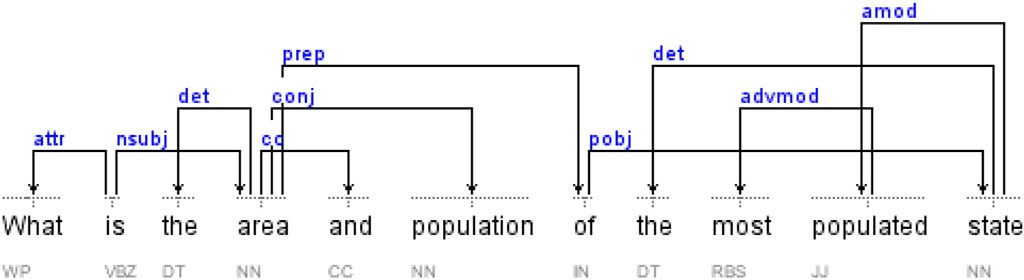 amod
prep det
det conj advmod
attr nsubj cc pobj
What is the area and population of the most populated state
WP VBZ DT NN CC NN IN DT RBS JJ NN